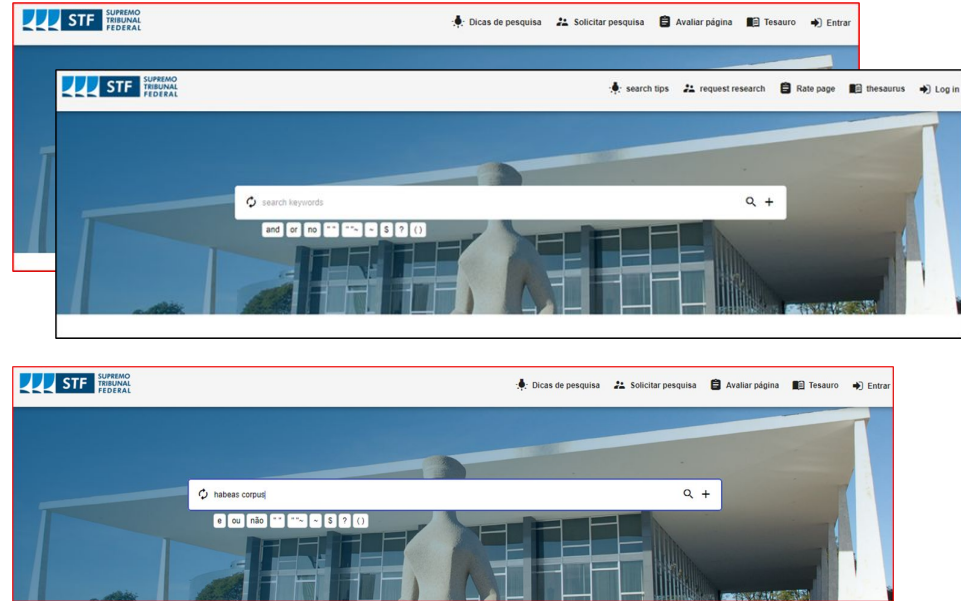 STF SUPREMO TRIBUNAL FEDERAL
Dicas de pesquisa Solicitar pesquisa Avaliar página Tesauro Entrar
STF SUPREMO TRIBUNAL FEDERAL
search tips request research Rate page thesaurus Log in
search keywords
and or no " " " "~ ~ $ ? ( )
STF SUPREMO TRIBUNAL FEDERAL
Dicas de pesquisa Solicitar pesquisa Avaliar página Tesauro Entrar
habeas corpus
e ou não " " " "~ ~ $ ? ( )